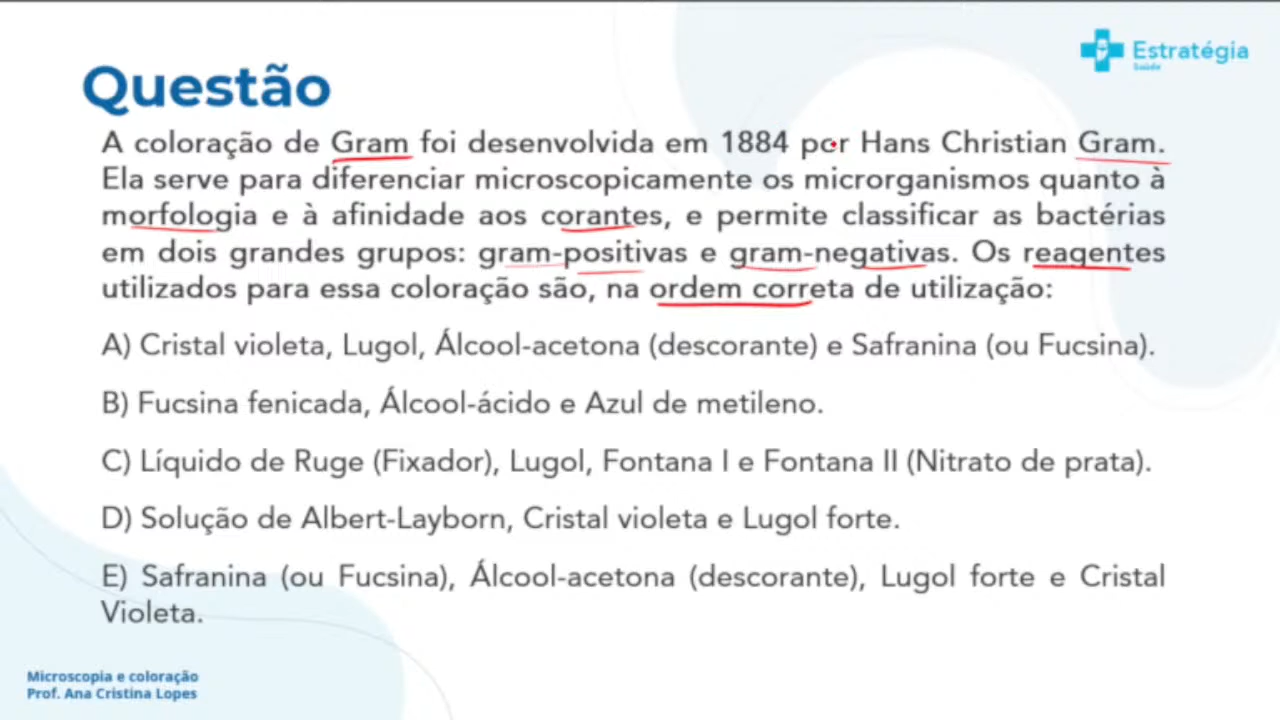 Estratégia
Saúde
Questão
A coloração de Gram foi desenvolvida em 1884 por Hans Christian Gram.
Ela serve para diferenciar microscopicamente os microrganismos quanto à
morfologia e à afinidade aos corantes, e permite classificar as bactérias
em dois grandes grupos: gram-positivas e gram-negativas. Os reagentes
utilizados para essa coloração são, na ordem correta de utilização:
A) Cristal violeta, Lugol, Álcool-acetona (descorante) e Safranina (ou Fucsina).
B) Fucsina fenicada, Álcool-ácido e Azul de metileno.
C) Líquido de Ruge (Fixador), Lugol, Fontana I e Fontana II (Nitrato de prata).
D) Solução de Albert-Layborn, Cristal violeta e Lugol forte.
E) Safranina (ou Fucsina), Álcool-acetona (descorante), Lugol forte e Cristal
Violeta.
Microscopia e coloração
Prof. Ana Cristina Lopes